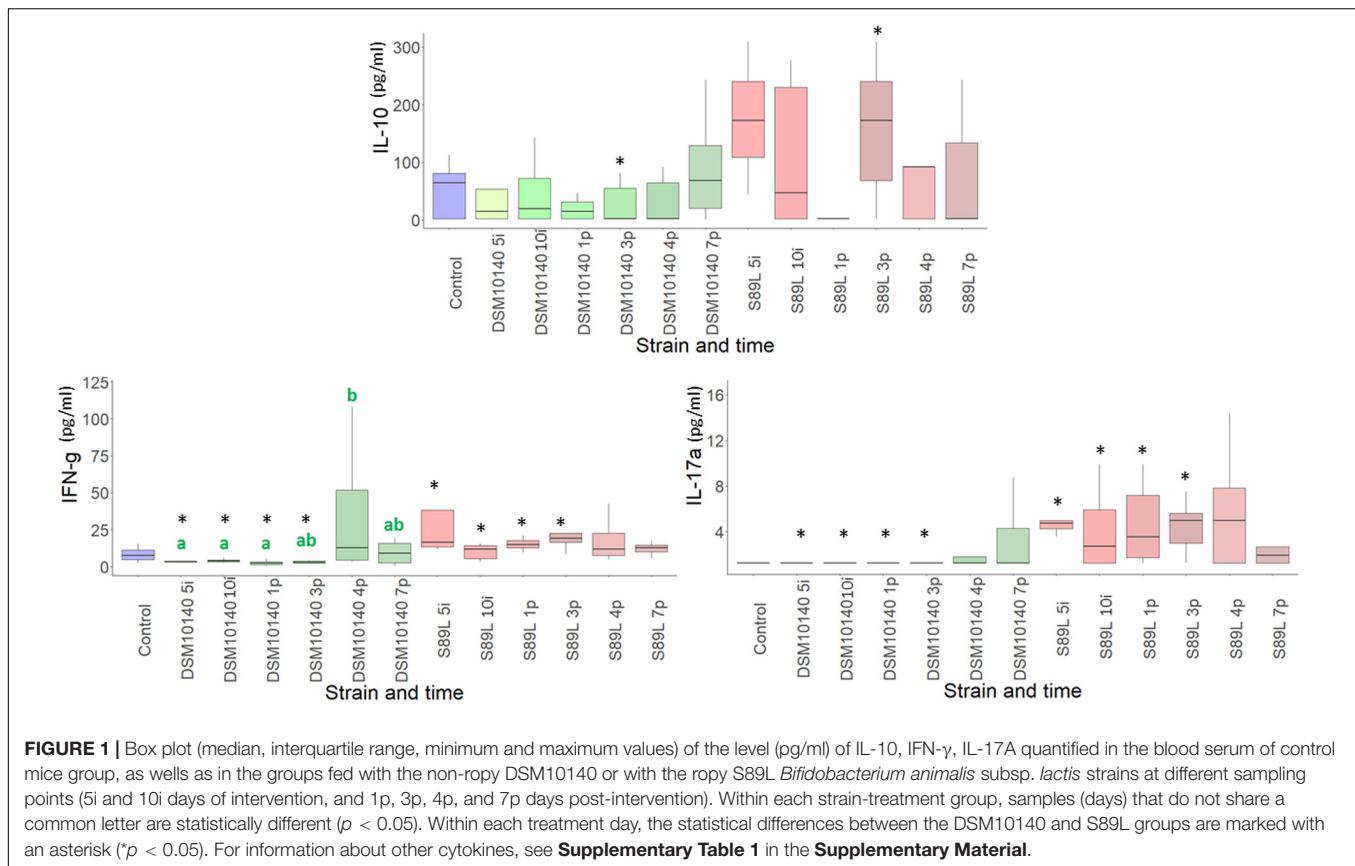 IL-10 (pg/ml)
300
200
100
0
*
*
Control
DSM10140 5i
DSM10140 10i
DSM10140 1p
DSM10140 3p
DSM10140 4p
DSM10140 7p
S89L 5i
S89L 10i
S89L 1p
S89L 3p
S89L 4p
S89L 7p
Strain and time
IFN-g (pg/ml)
125
100
75
50
25
0
* * * *
a a a ab b ab
* * * *
Control
DSM10140 5i
DSM10140 10i
DSM10140 1p
DSM10140 3p
DSM10140 4p
DSM10140 7p
S89L 5i
S89L 10i
S89L 1p
S89L 3p
S89L 4p
S89L 7p
Strain and time
IL-17a (pg/ml)
16
12
8
4
* * * *
* * * *
Control
DSM10140 5i
DSM10140 10i
DSM10140 1p
DSM10140 3p
DSM10140 4p
DSM10140 7p
S89L 5i
S89L 10i
S89L 1p
S89L 3p
S89L 4p
S89L 7p
Strain and time
FIGURE 1 | Box plot (median, interquartile range, minimum and maximum values) of the level (pg/ml) of IL-10, IFN-γ, IL-17A quantified in the blood serum of control
mice group, as wells as in the groups fed with the non-ropy DSM10140 or with the ropy S89L Bifidobacterium animalis subsp. lactis strains at different sampling
points (5i and 10i days of intervention, and 1p, 3p, 4p, and 7p days post-intervention). Within each strain-treatment group, samples (days) that do not share a
common letter are statistically different (p < 0.05). Within each treatment day, the statistical differences between the DSM10140 and S89L groups are marked with
an asterisk (*p < 0.05). For information about other cytokines, see Supplementary Table 1 in the Supplementary Material.